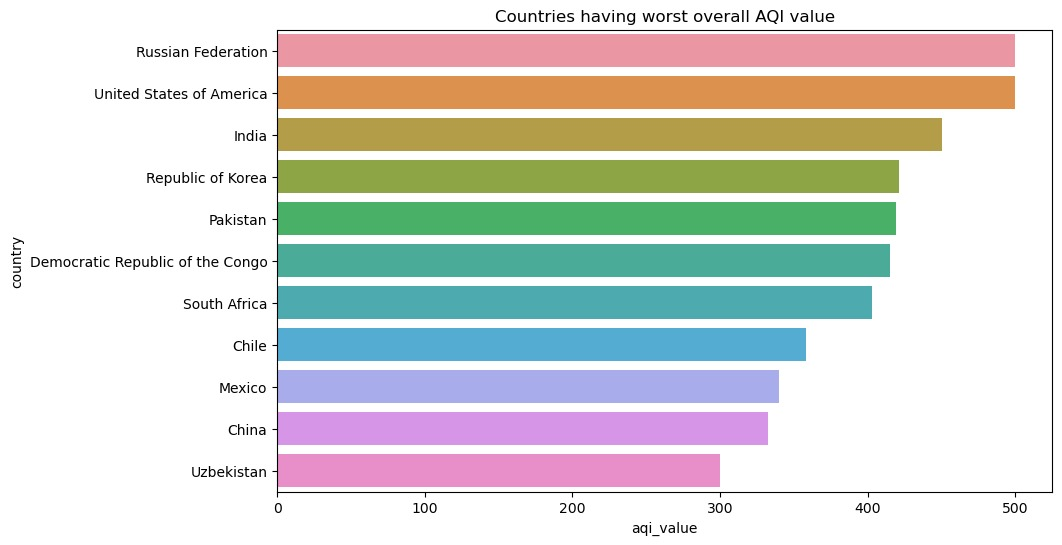 Countries having worst overall AQI value
country
Russian Federation
United States of America
India
Republic of Korea
Pakistan
Democratic Republic of the Congo
South Africa
Chile
Mexico
China
Uzbekistan
0 100 200 300 400 500
aqi_value